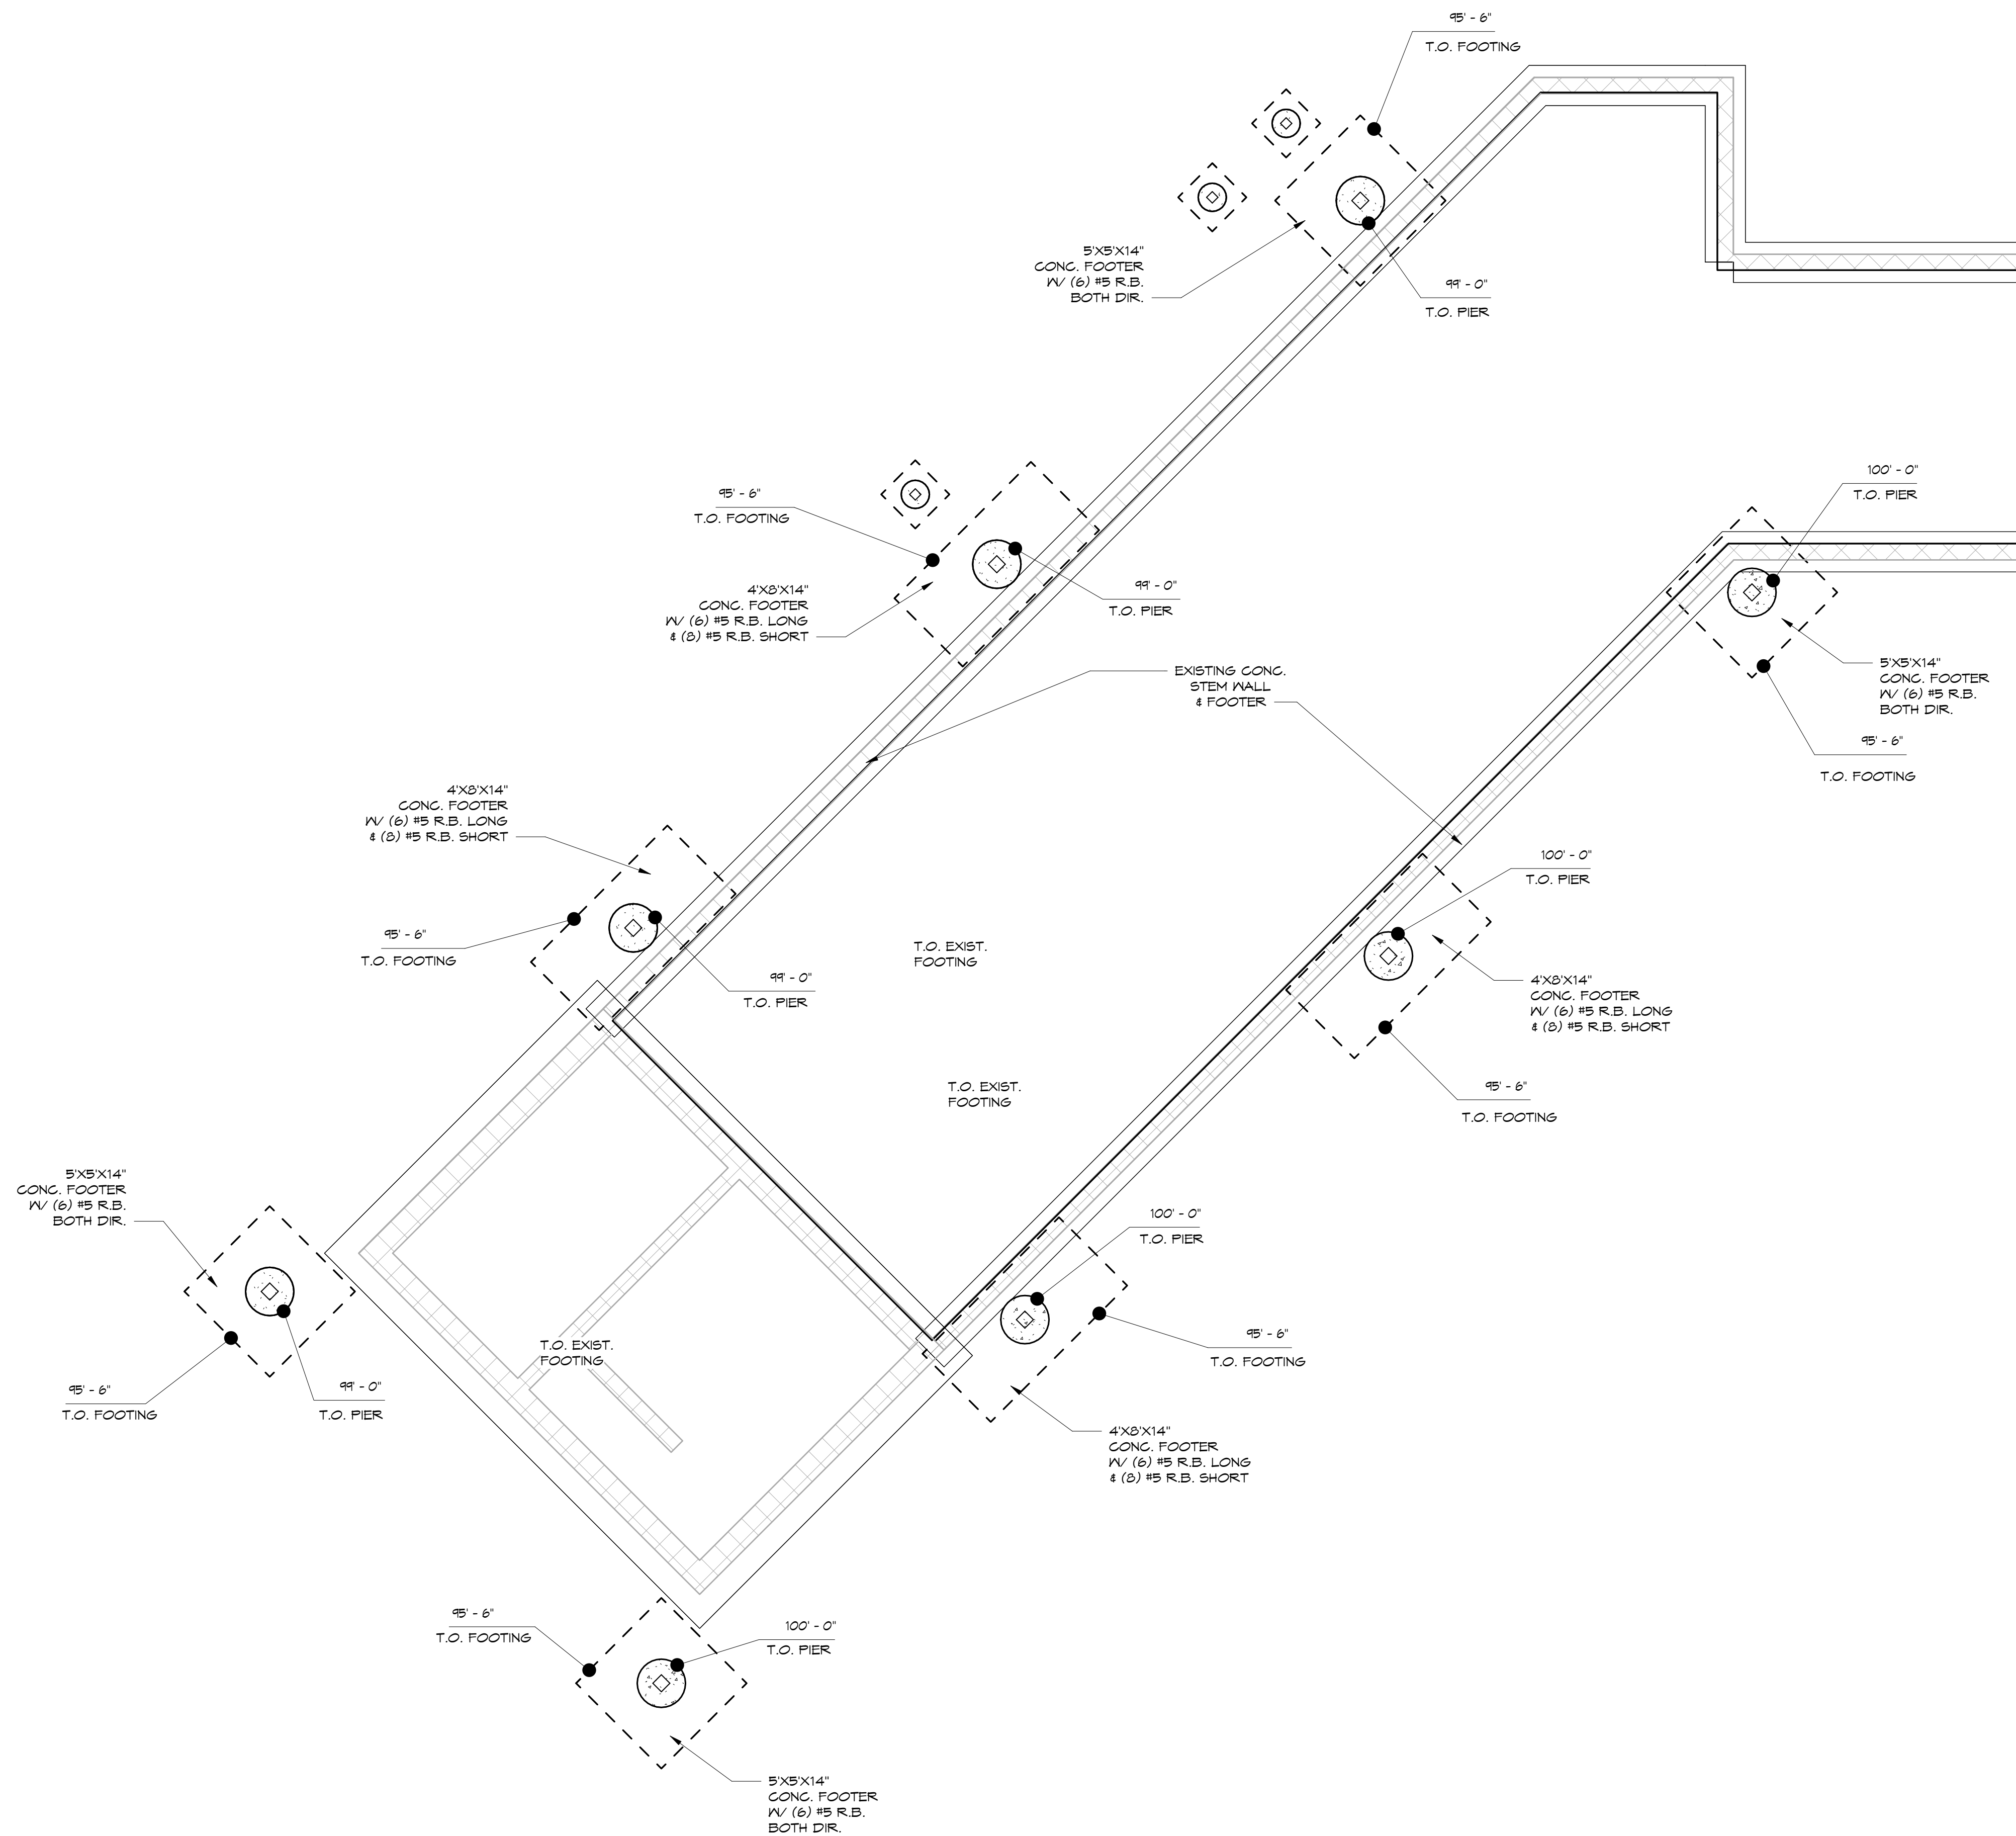 95' - 6"
T.O. FOOTING
5'X5'X14"
CONC. FOOTER
W/ (6) #5 R.B.
BOTH DIR.
99' - 0"
T.O. PIER
95' - 6"
T.O. FOOTING
100' - 0"
T.O. PIER
4'X8'X14"
CONC. FOOTER
W/ (6) #5 R.B. LONG
& (8) #5 R.B. SHORT
99' - 0"
T.O. PIER
EXISTING CONC.
STEM WALL
& FOOTER
5'X5'X14"
CONC. FOOTER
W/ (6) #5 R.B.
BOTH DIR.
95' - 6"
T.O. FOOTING
4'X8'X14"
CONC. FOOTER
W/ (6) #5 R.B. LONG
& (8) #5 R.B. SHORT
100' - 0"
T.O. PIER
95' - 6"
T.O. FOOTING
T.O. EXIST.
FOOTING
99' - 0"
T.O. PIER
4'X8'X14"
CONC. FOOTER
W/ (6) #5 R.B. LONG
& (8) #5 R.B. SHORT
T.O. EXIST.
FOOTING
95' - 6"
T.O. FOOTING
5'X5'X14"
CONC. FOOTER
W/ (6) #5 R.B.
BOTH DIR.
100' - 0"
T.O. PIER
T.O. EXIST.
FOOTING
95' - 6"
T.O. FOOTING
95' - 6"
T.O. FOOTING
99' - 0"
T.O. PIER
4'X8'X14"
CONC. FOOTER
W/ (6) #5 R.B. LONG
& (8) #5 R.B. SHORT
95' - 6"
T.O. FOOTING
100' - 0"
T.O. PIER
5'X5'X14"
CONC. FOOTER
W/ (6) #5 R.B.
BOTH DIR.